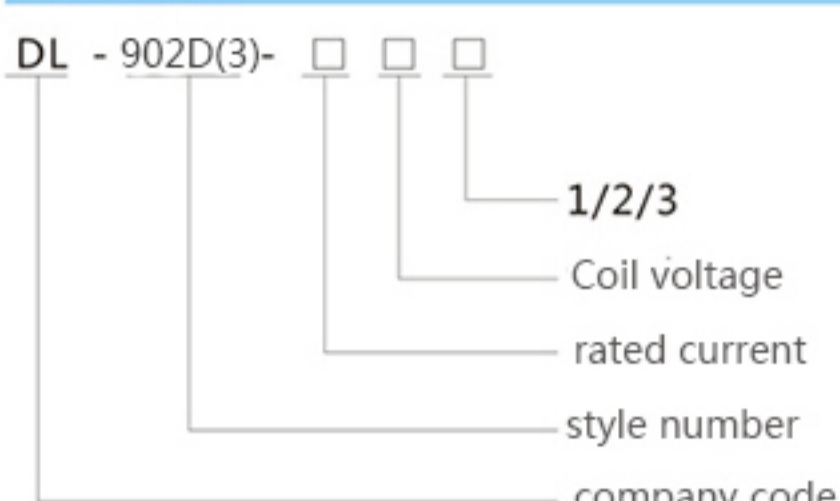 DL - 902D(3)- □ □ □
1/2/3
Coil voltage
rated current
style number
company code